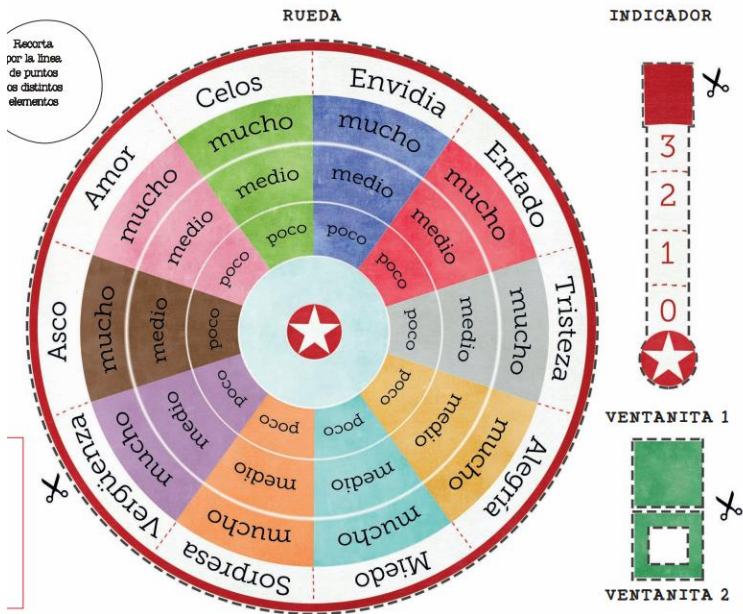 RUEDA
INDICADOR
Recorta
por la linea
de puntos
os distintos
elementos
Celos
mucho
medio
poco
Envidia
mucho
medio
poco
Enfado
mucho
medio
poco
Tristeza
mucho
medio
poco
Alegría
mucho
medio
poco
Miedo
mucho
medio
poco
Sorpresa
mucho
medio
poco
Vergüenza
mucho
medio
poco
Asco
mucho
medio
poco
Amor
mucho
medio
poco
3
2
1
0
VENTANITA 1
VENTANITA 2